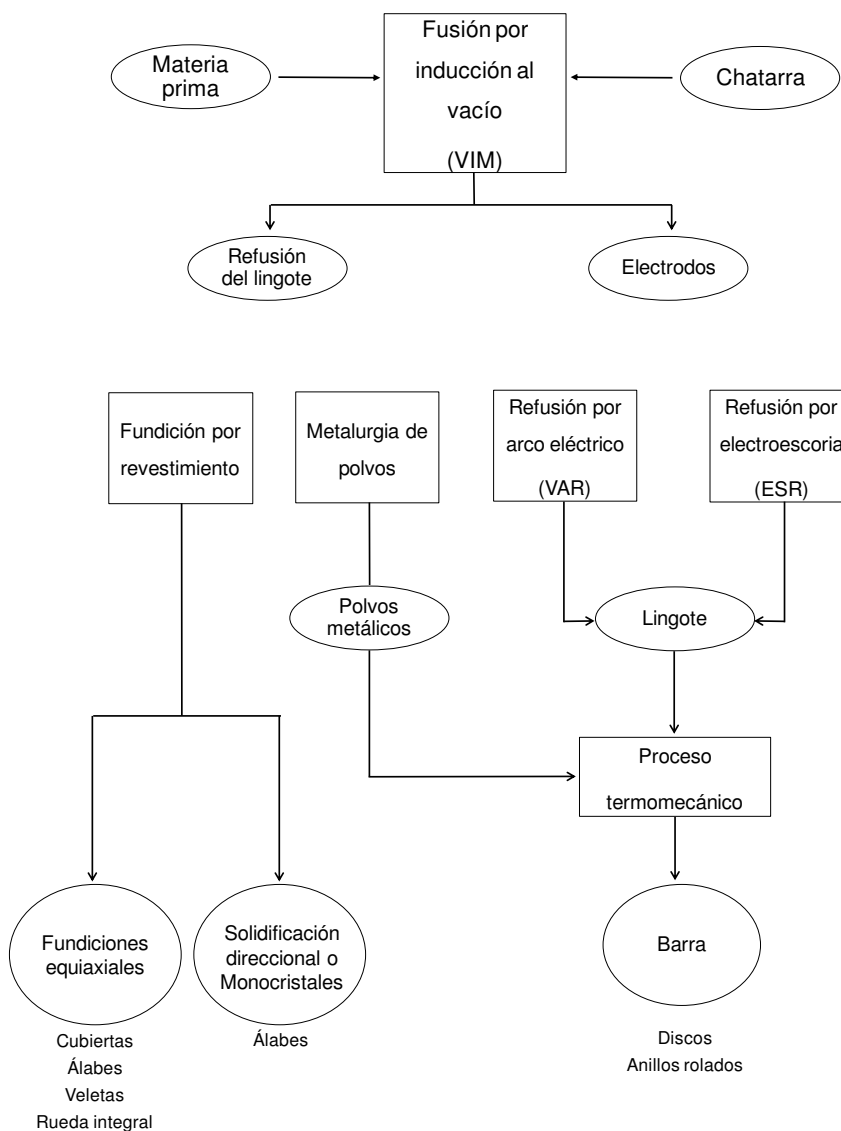 Materia
prima
Fusión por
inducción al
vacío
(VIM)
Chatarra
Refusión
del lingote
Electrodos
Fundición por
revestimiento
Metalurgia de
polvos
Refusión por
arco eléctrico
(VAR)
Refusión por
electroescoria
(ESR)
Polvos
metálicos
Lingote
Proceso
termomecánico
Fundiciones
equiaxiales
Solidificación
direccional o
Monocristales
Barra
Cubiertas
Álabes
Veletas
Rueda integral
Álabes
Discos
Anillos rolados